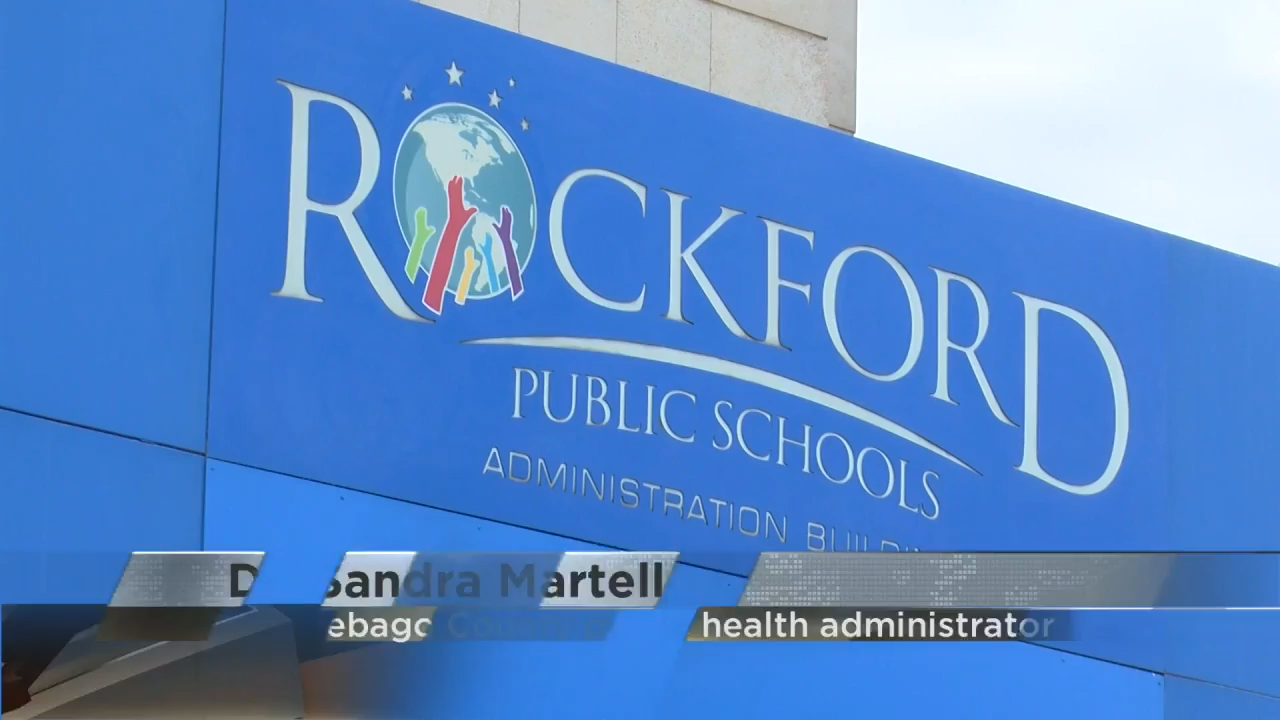 ROCKFORD
PUBLIC SCHOOLS
ADMINISTRATION
Sandra Martell
health administrator